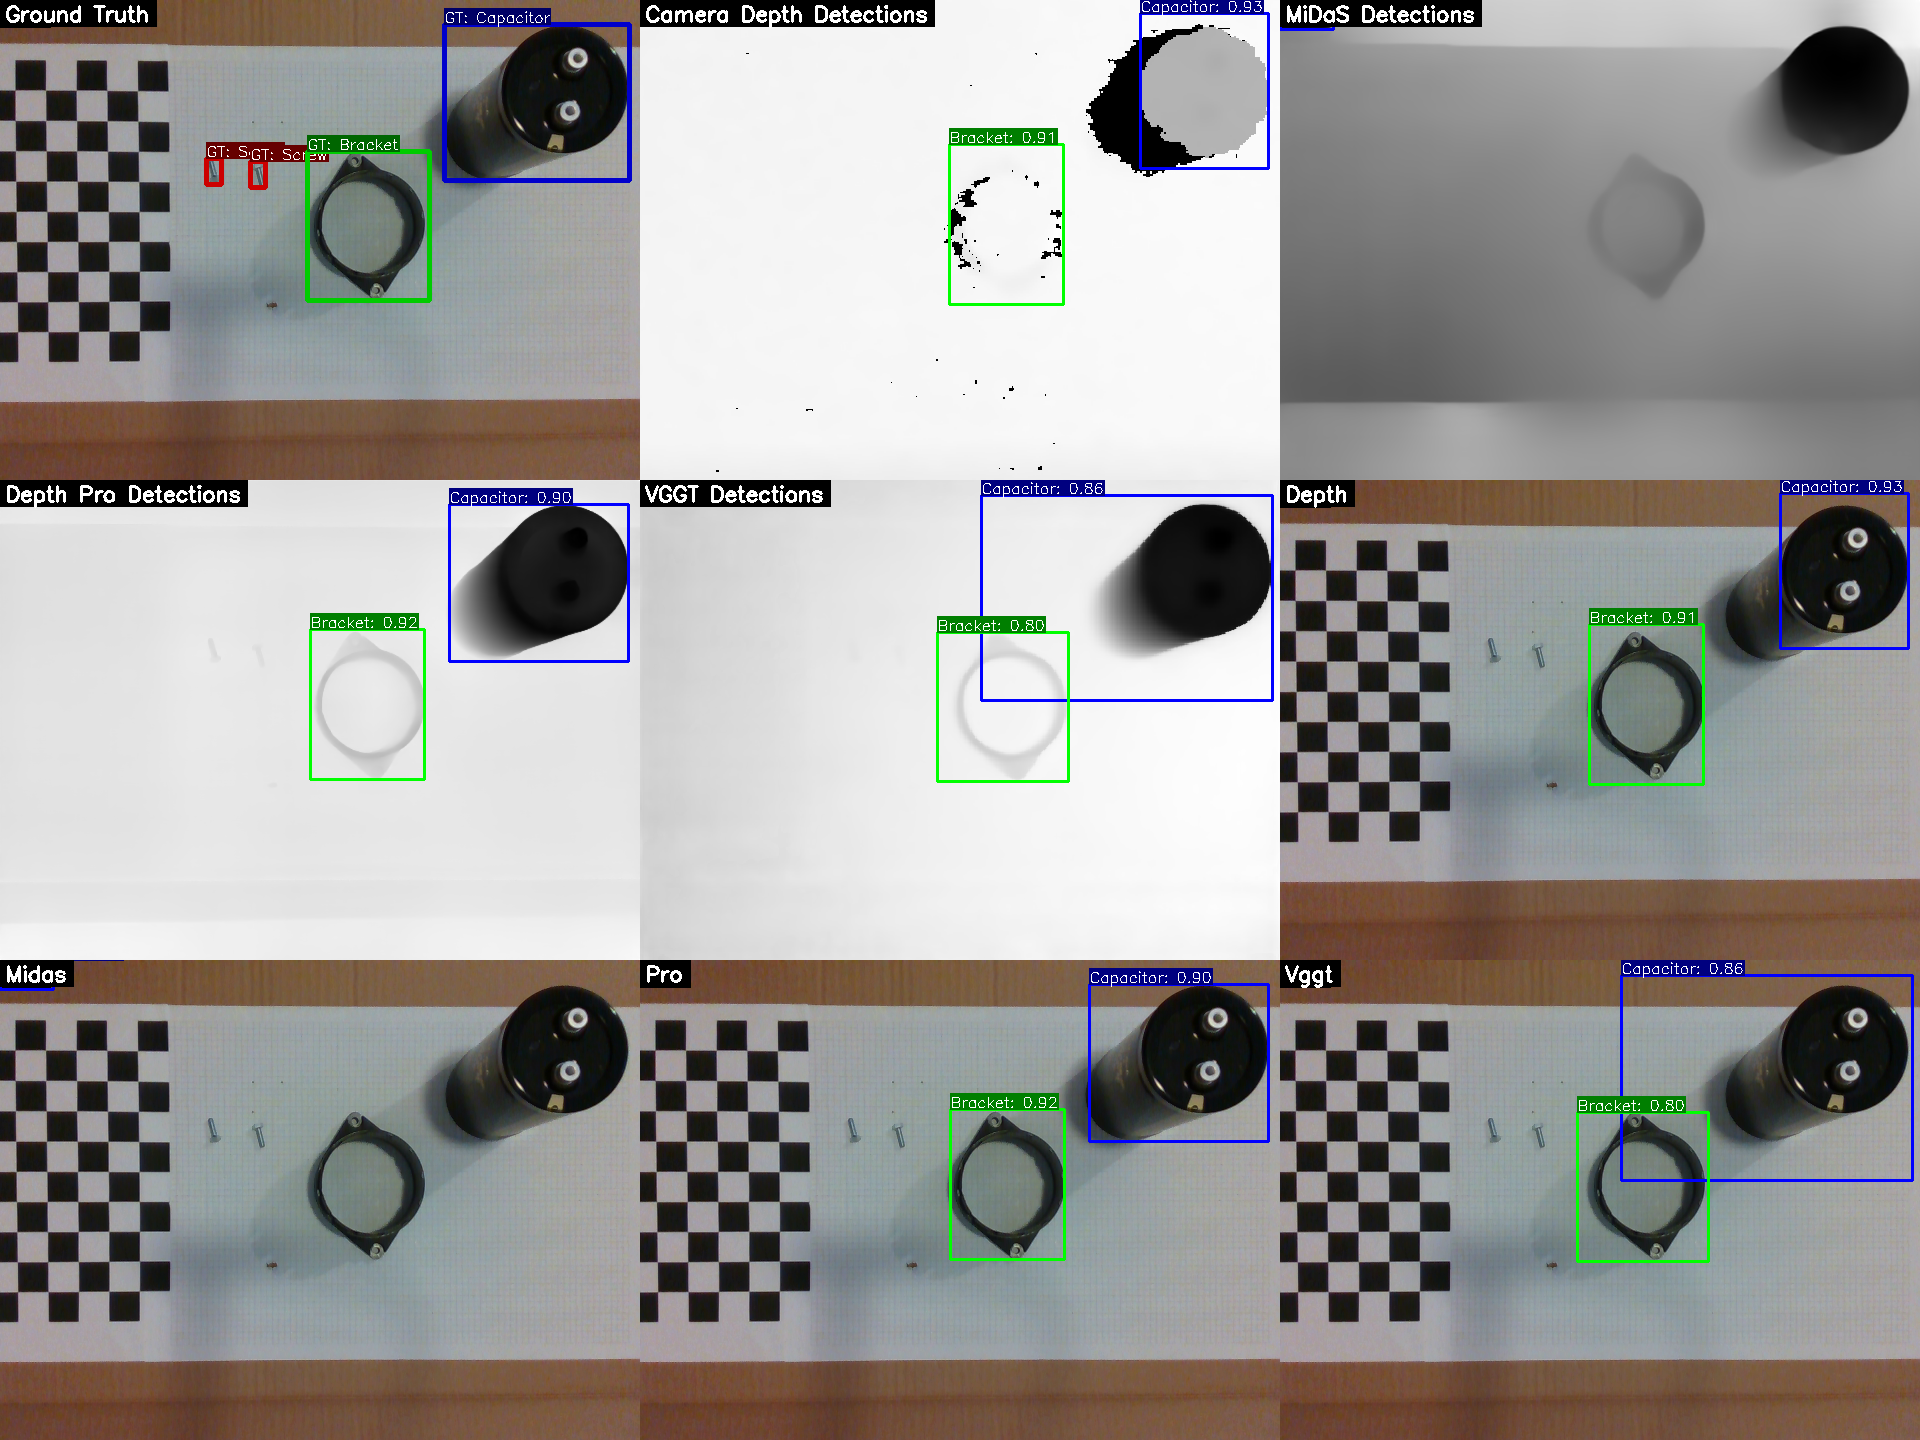 Ground Truth
GT: Capacitor
GT: Screw
GT: Bracket
Camera Depth Detections
Capacitor: 0.93
Bracket: 0.91
MiDaS Detections
Depth Pro Detections
Capacitor: 0.90
Bracket: 0.92
VGGT Detections
Capacitor: 0.86
Bracket: 0.80
Depth
Capacitor: 0.93
Bracket: 0.91
Midas
Pro
Capacitor: 0.90
Bracket: 0.92
Vggt
Capacitor: 0.86
Bracket: 0.80